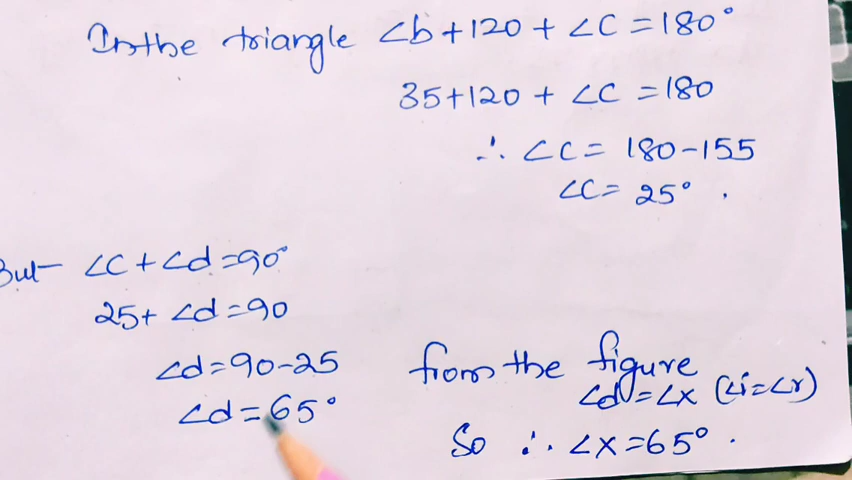 In the triangle ∠b+120+∠C=180°
35+120+∠C=180
∴ ∠C= 180-155
∠C= 25° .
But ∠C+∠d=90°
25+∠d=90
∠d=90-25
∠d=65°
from the figure
∠d=∠x (∠i=∠r)
So ∴ ∠x=65° .